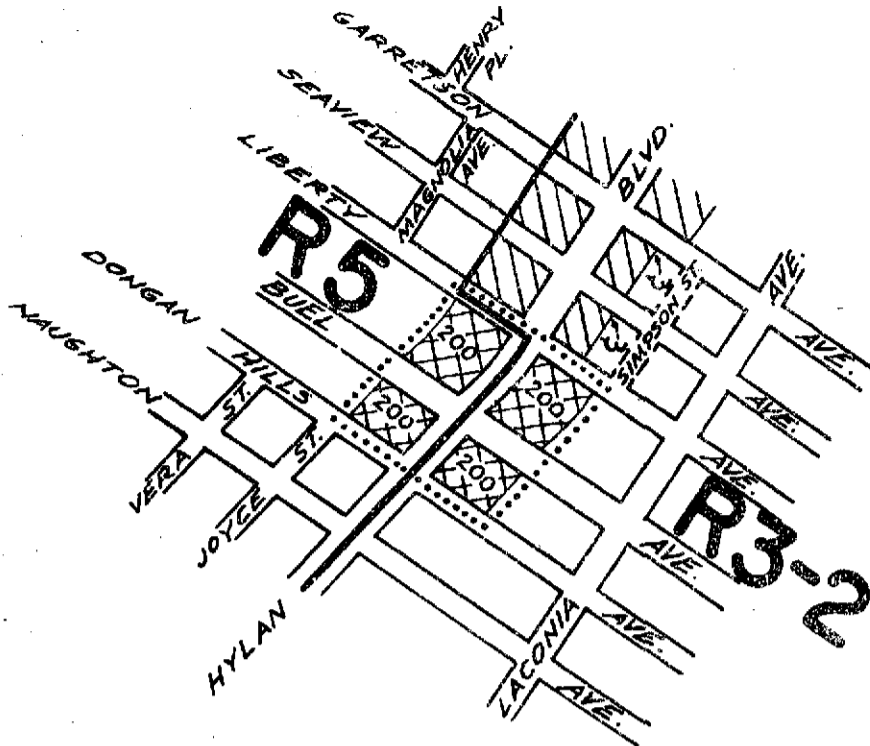 HENRY PL.
GARRETSON
SEAVIEW
MAGNOLIA AVE.
BLVD.
LIBERTY
R5
SIMPSON ST.
AVE.
DONGAN
BUEL
200
200
AVE.
NAUGHTON
HILLS
200
AVE.
ST.
200
AVE.
VERA
ST.
R3-2
JOYCE
AVE.
HYLAN
LACONIA
AVE.
AVE.